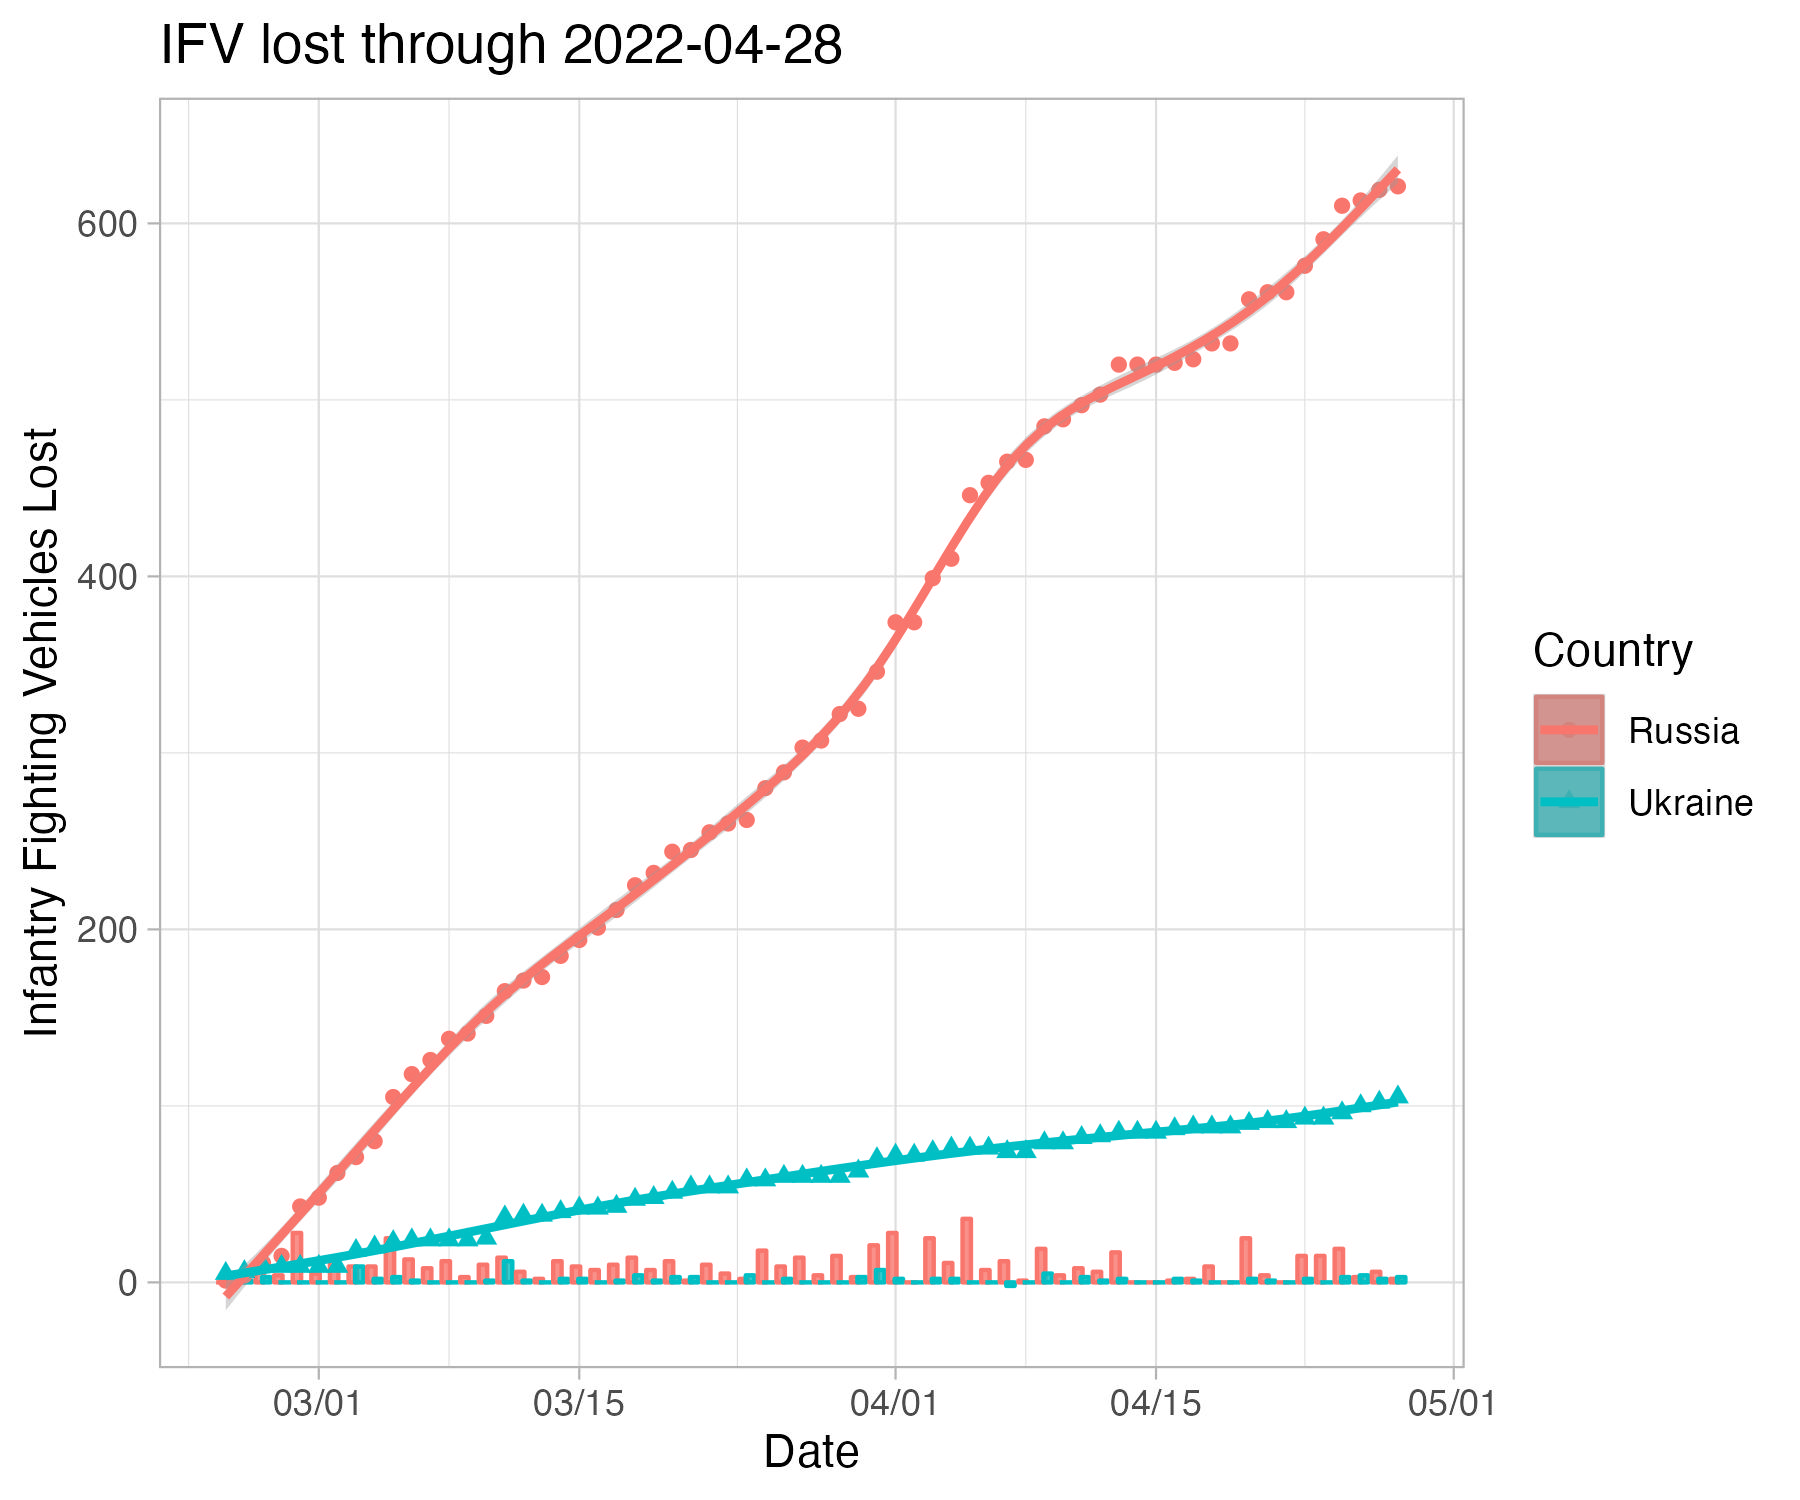 IFV lost through 2022-04-28
Infantry Fighting Vehicles Lost
600
400
200
0
03/01
03/15
04/01
04/15
05/01
Date
Country
Russia
Ukraine